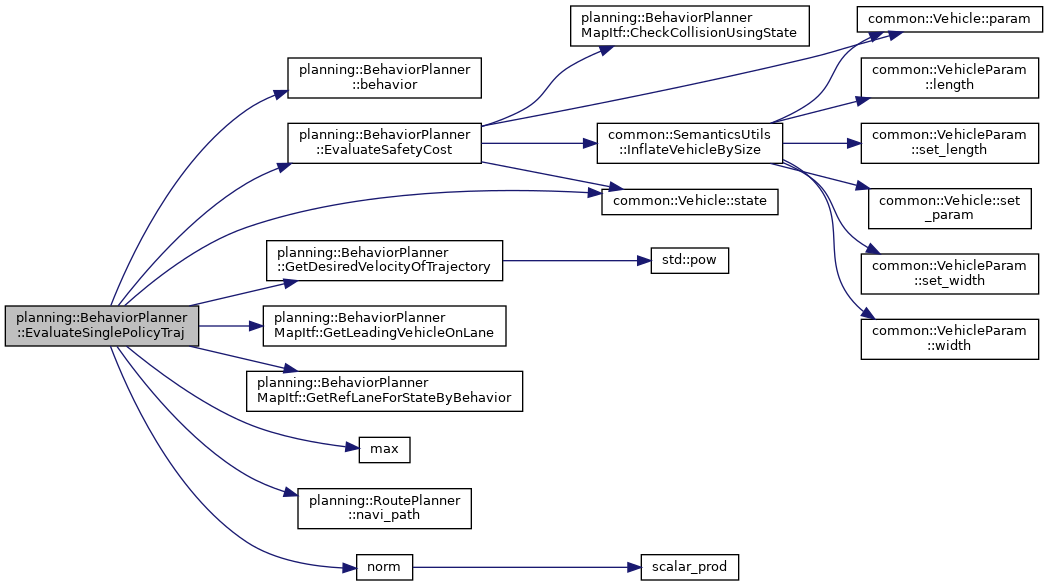 planning::BehaviorPlanner
::EvaluateSinglePolicyTraj
planning::BehaviorPlanner
::behavior
planning::BehaviorPlanner
::EvaluateSafetyCost
planning::BehaviorPlanner
MapItf::CheckCollisionUsingState
common::Vehicle::param
common::SemanticsUtils
::InflateVehicleBySize
common::VehicleParam
::length
common::VehicleParam
::set_length
common::Vehicle::set
_param
common::VehicleParam
::set_width
common::VehicleParam
::width
common::Vehicle::state
planning::BehaviorPlanner
::GetDesiredVelocityOfTrajectory
std::pow
planning::BehaviorPlanner
MapItf::GetLeadingVehicleOnLane
planning::BehaviorPlanner
MapItf::GetRefLaneForStateByBehavior
max
planning::RoutePlanner
::navi_path
norm
scalar_prod